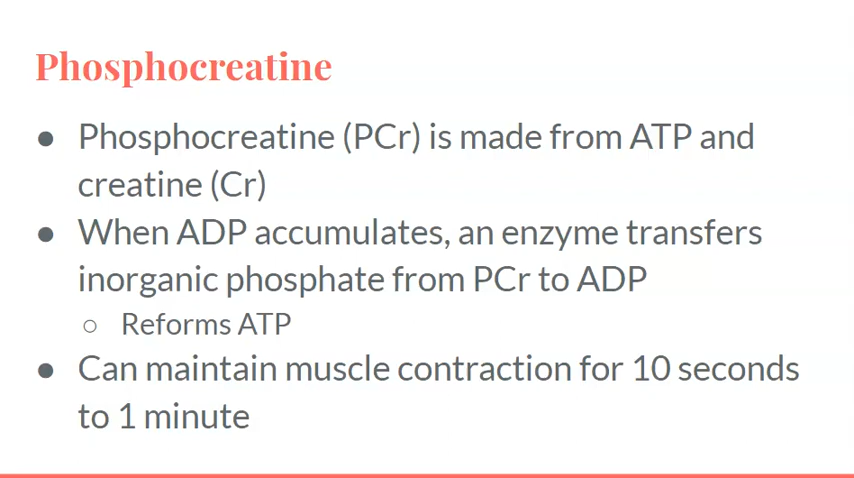 Phosphocreatine
● Phosphocreatine (PCr) is made from ATP and
creatine (Cr)
● When ADP accumulates, an enzyme transfers
inorganic phosphate from PCr to ADP
○ Reforms ATP
● Can maintain muscle contraction for 10 seconds
to 1 minute